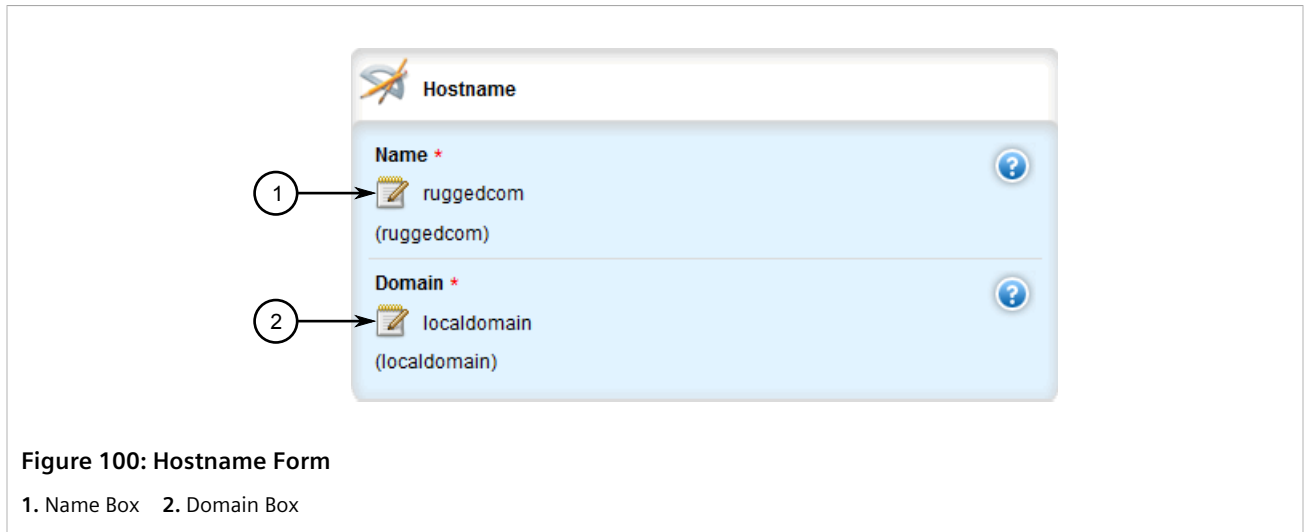 Hostname
Name *
1
ruggedcom
(ruggedcom)
Domain *
2
localdomain
(localdomain)
Figure 100: Hostname Form
1. Name Box 2. Domain Box